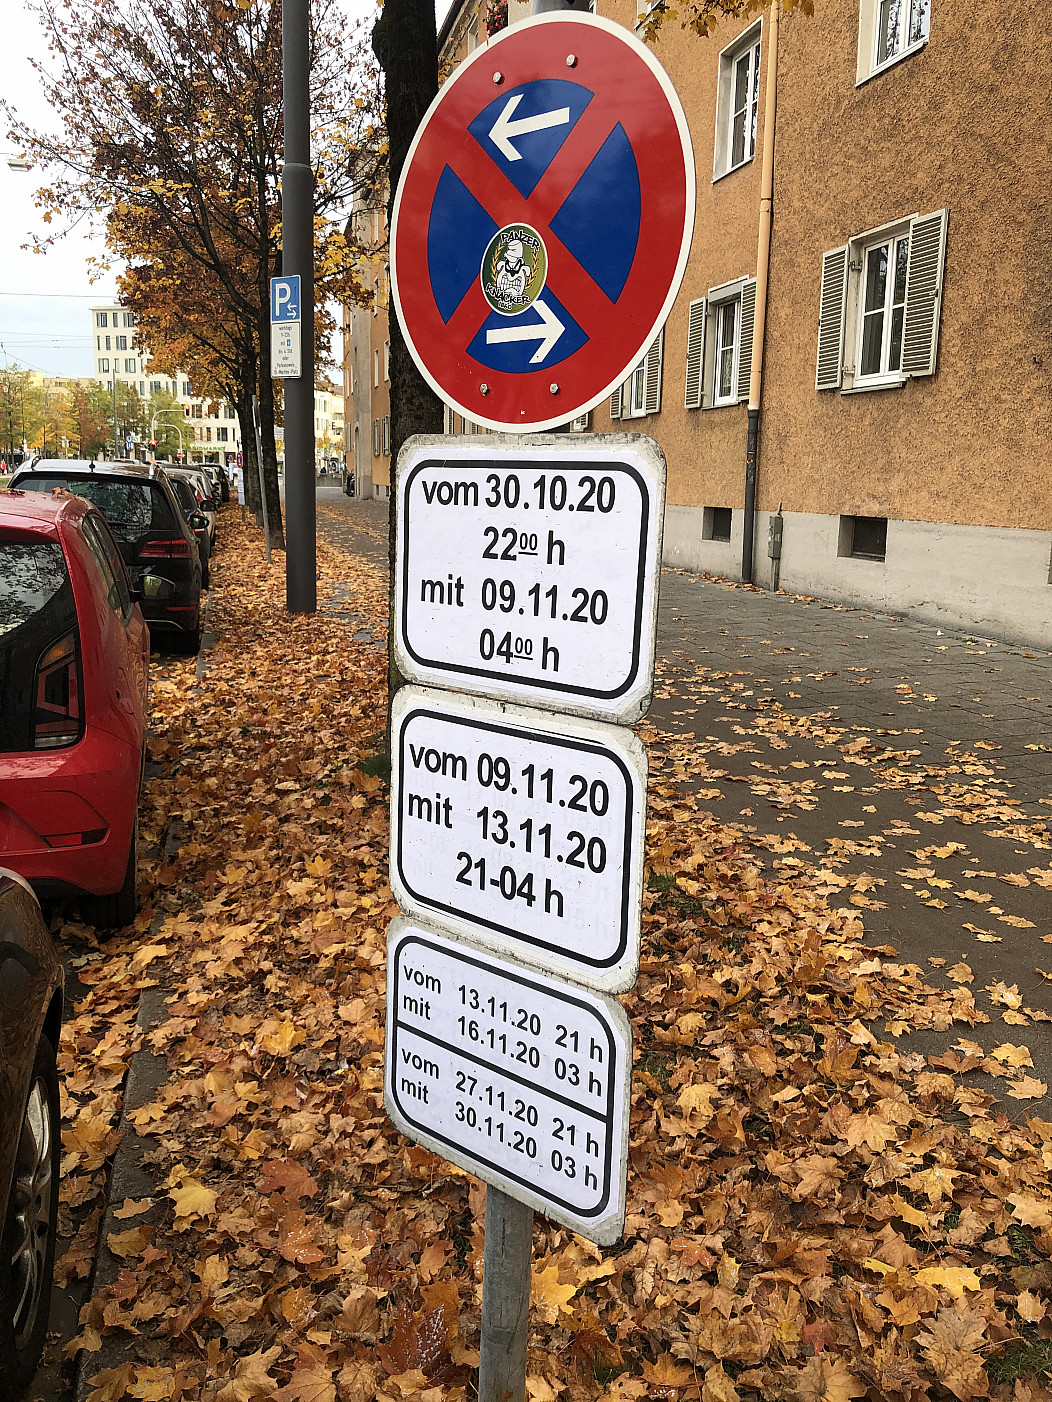 PANZER
KNACKER
vom 30.10.20
22⁰⁰ h
mit 09.11.20
04⁰⁰ h
vom 09.11.20
mit 13.11.20
21-04 h
vom 13.11.20 21 h
mit 16.11.20 03 h
vom 27.11.20 21 h
mit 30.11.20 03 h
P